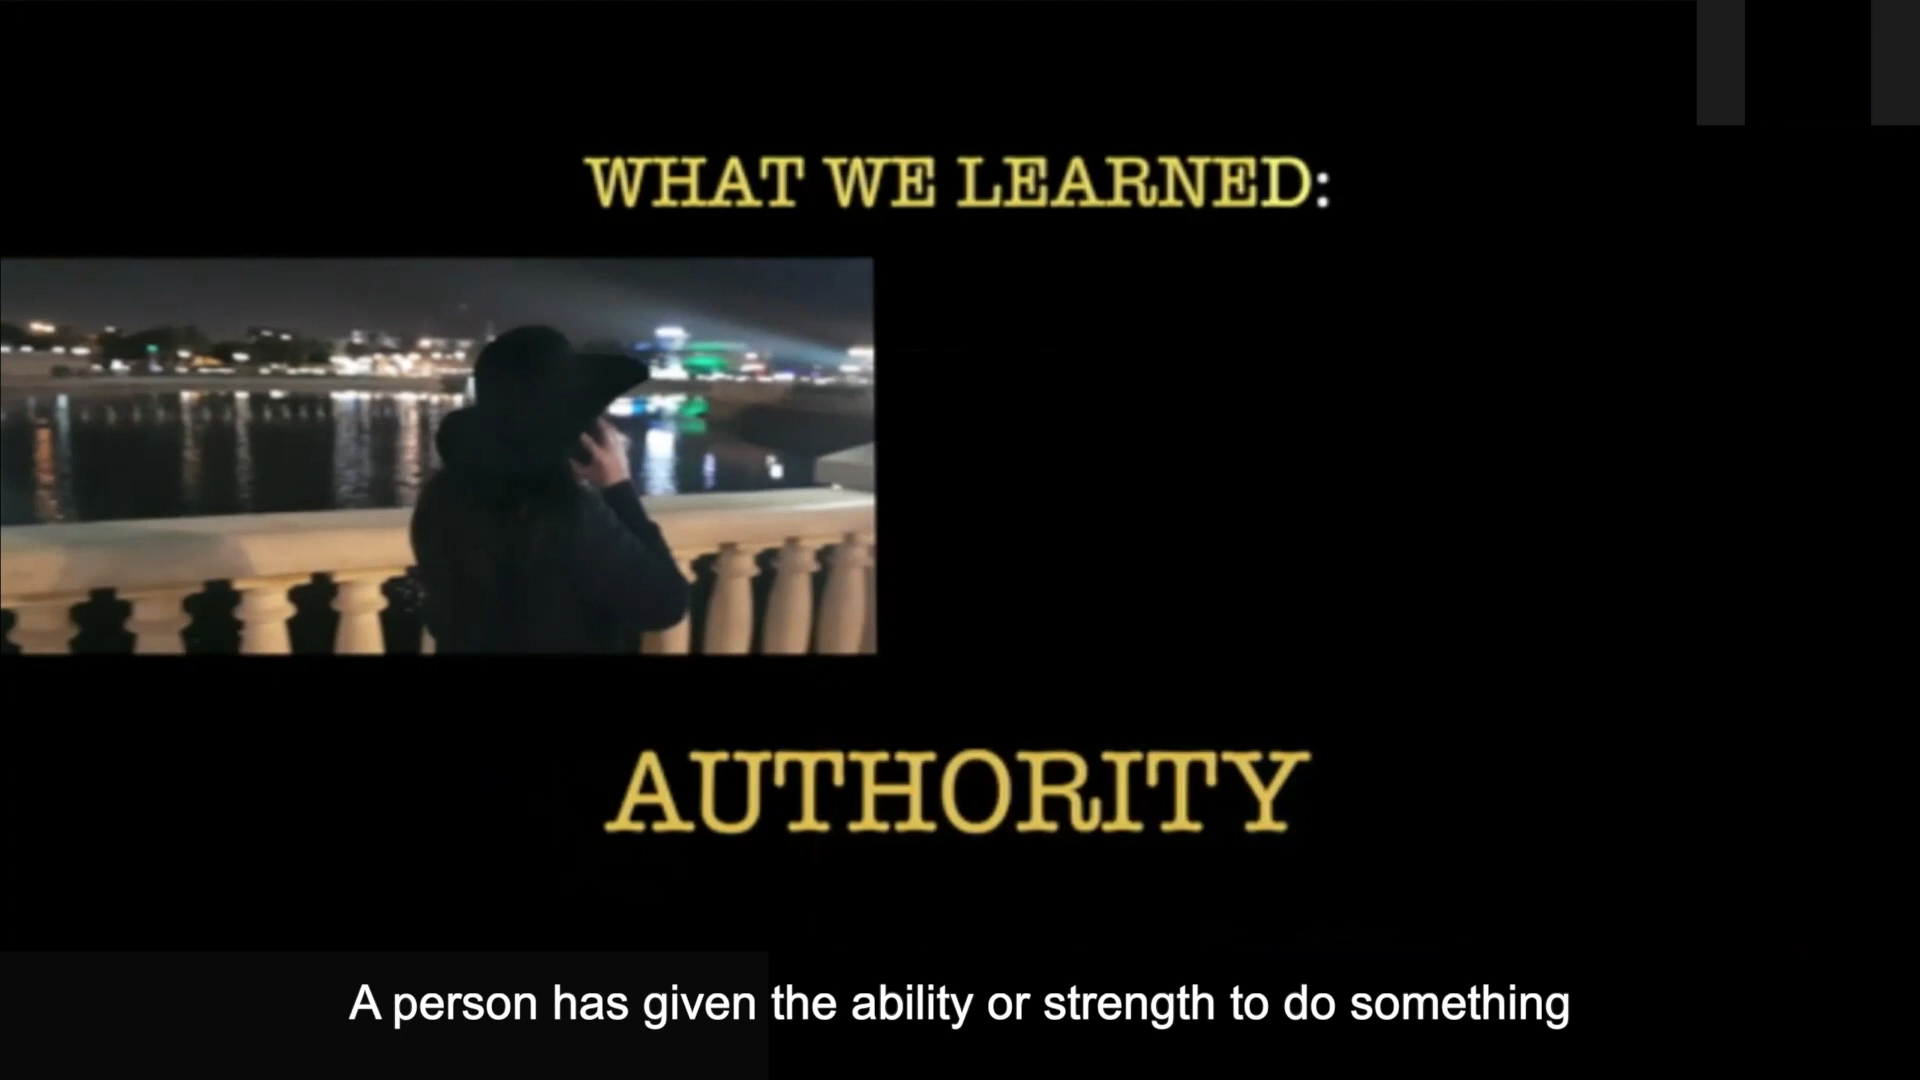 WHAT WE LEARNED:
AUTHORITY
A person has given the ability or strength to do something